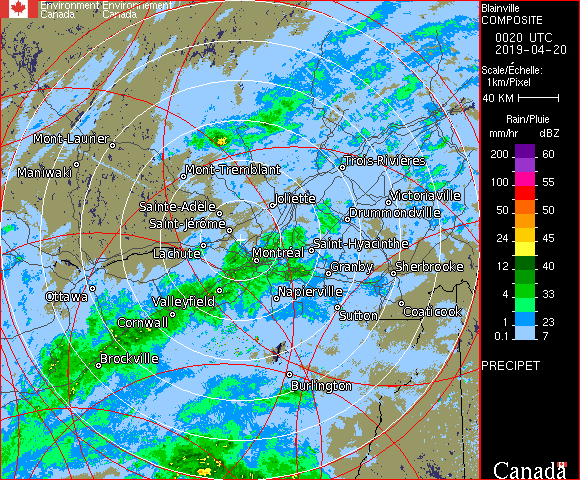 Environment Environnement
Canada Canada
Blainville
COMPOSITE
0020 UTC
2019-04-20
Scale/Échelle:
1km/Pixel
40 KM
Rain/Pluie
mm/hr dBZ
200 60
100 55
50 50
24 45
12 40
4 33
1 23
0.1 7
PRECIPET
Mont-Laurier
Maniwaki
Mont-Tremblant
Trois-Rivières
Sainte-Adele
Joliette
Victoriaville
Saint-Jérome
Drummondville
Lachute
Montréal
Saint-Hyacinthe
Granby
Sherbrooke
Ottawa
Valleyfield
Napierville
Cornwall
Sutton
Coaticook
Brockville
Burlington
Canada